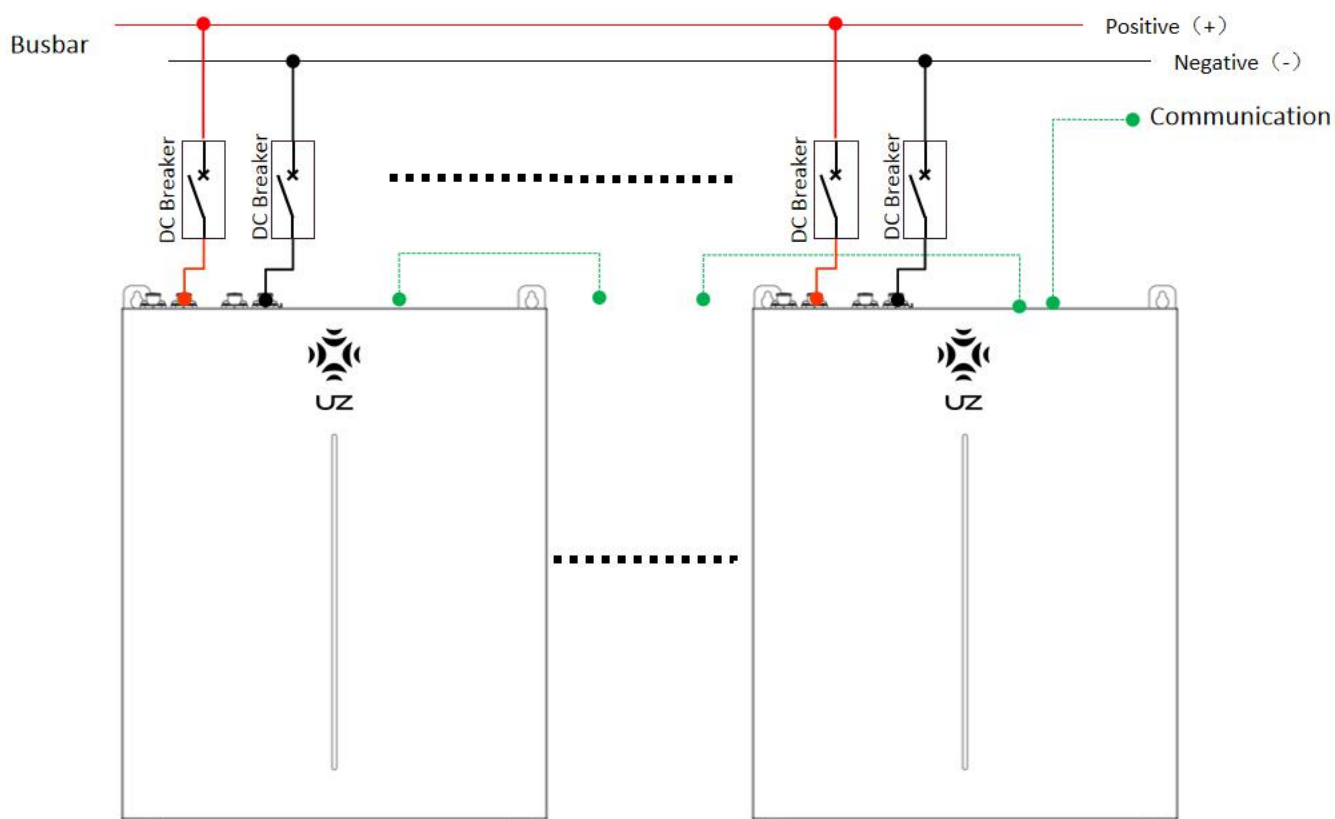 Busbar
Positive（+）
Negative（-）
Communication
DC Breaker
DC Breaker
DC Breaker
DC Breaker
UZ
UZ